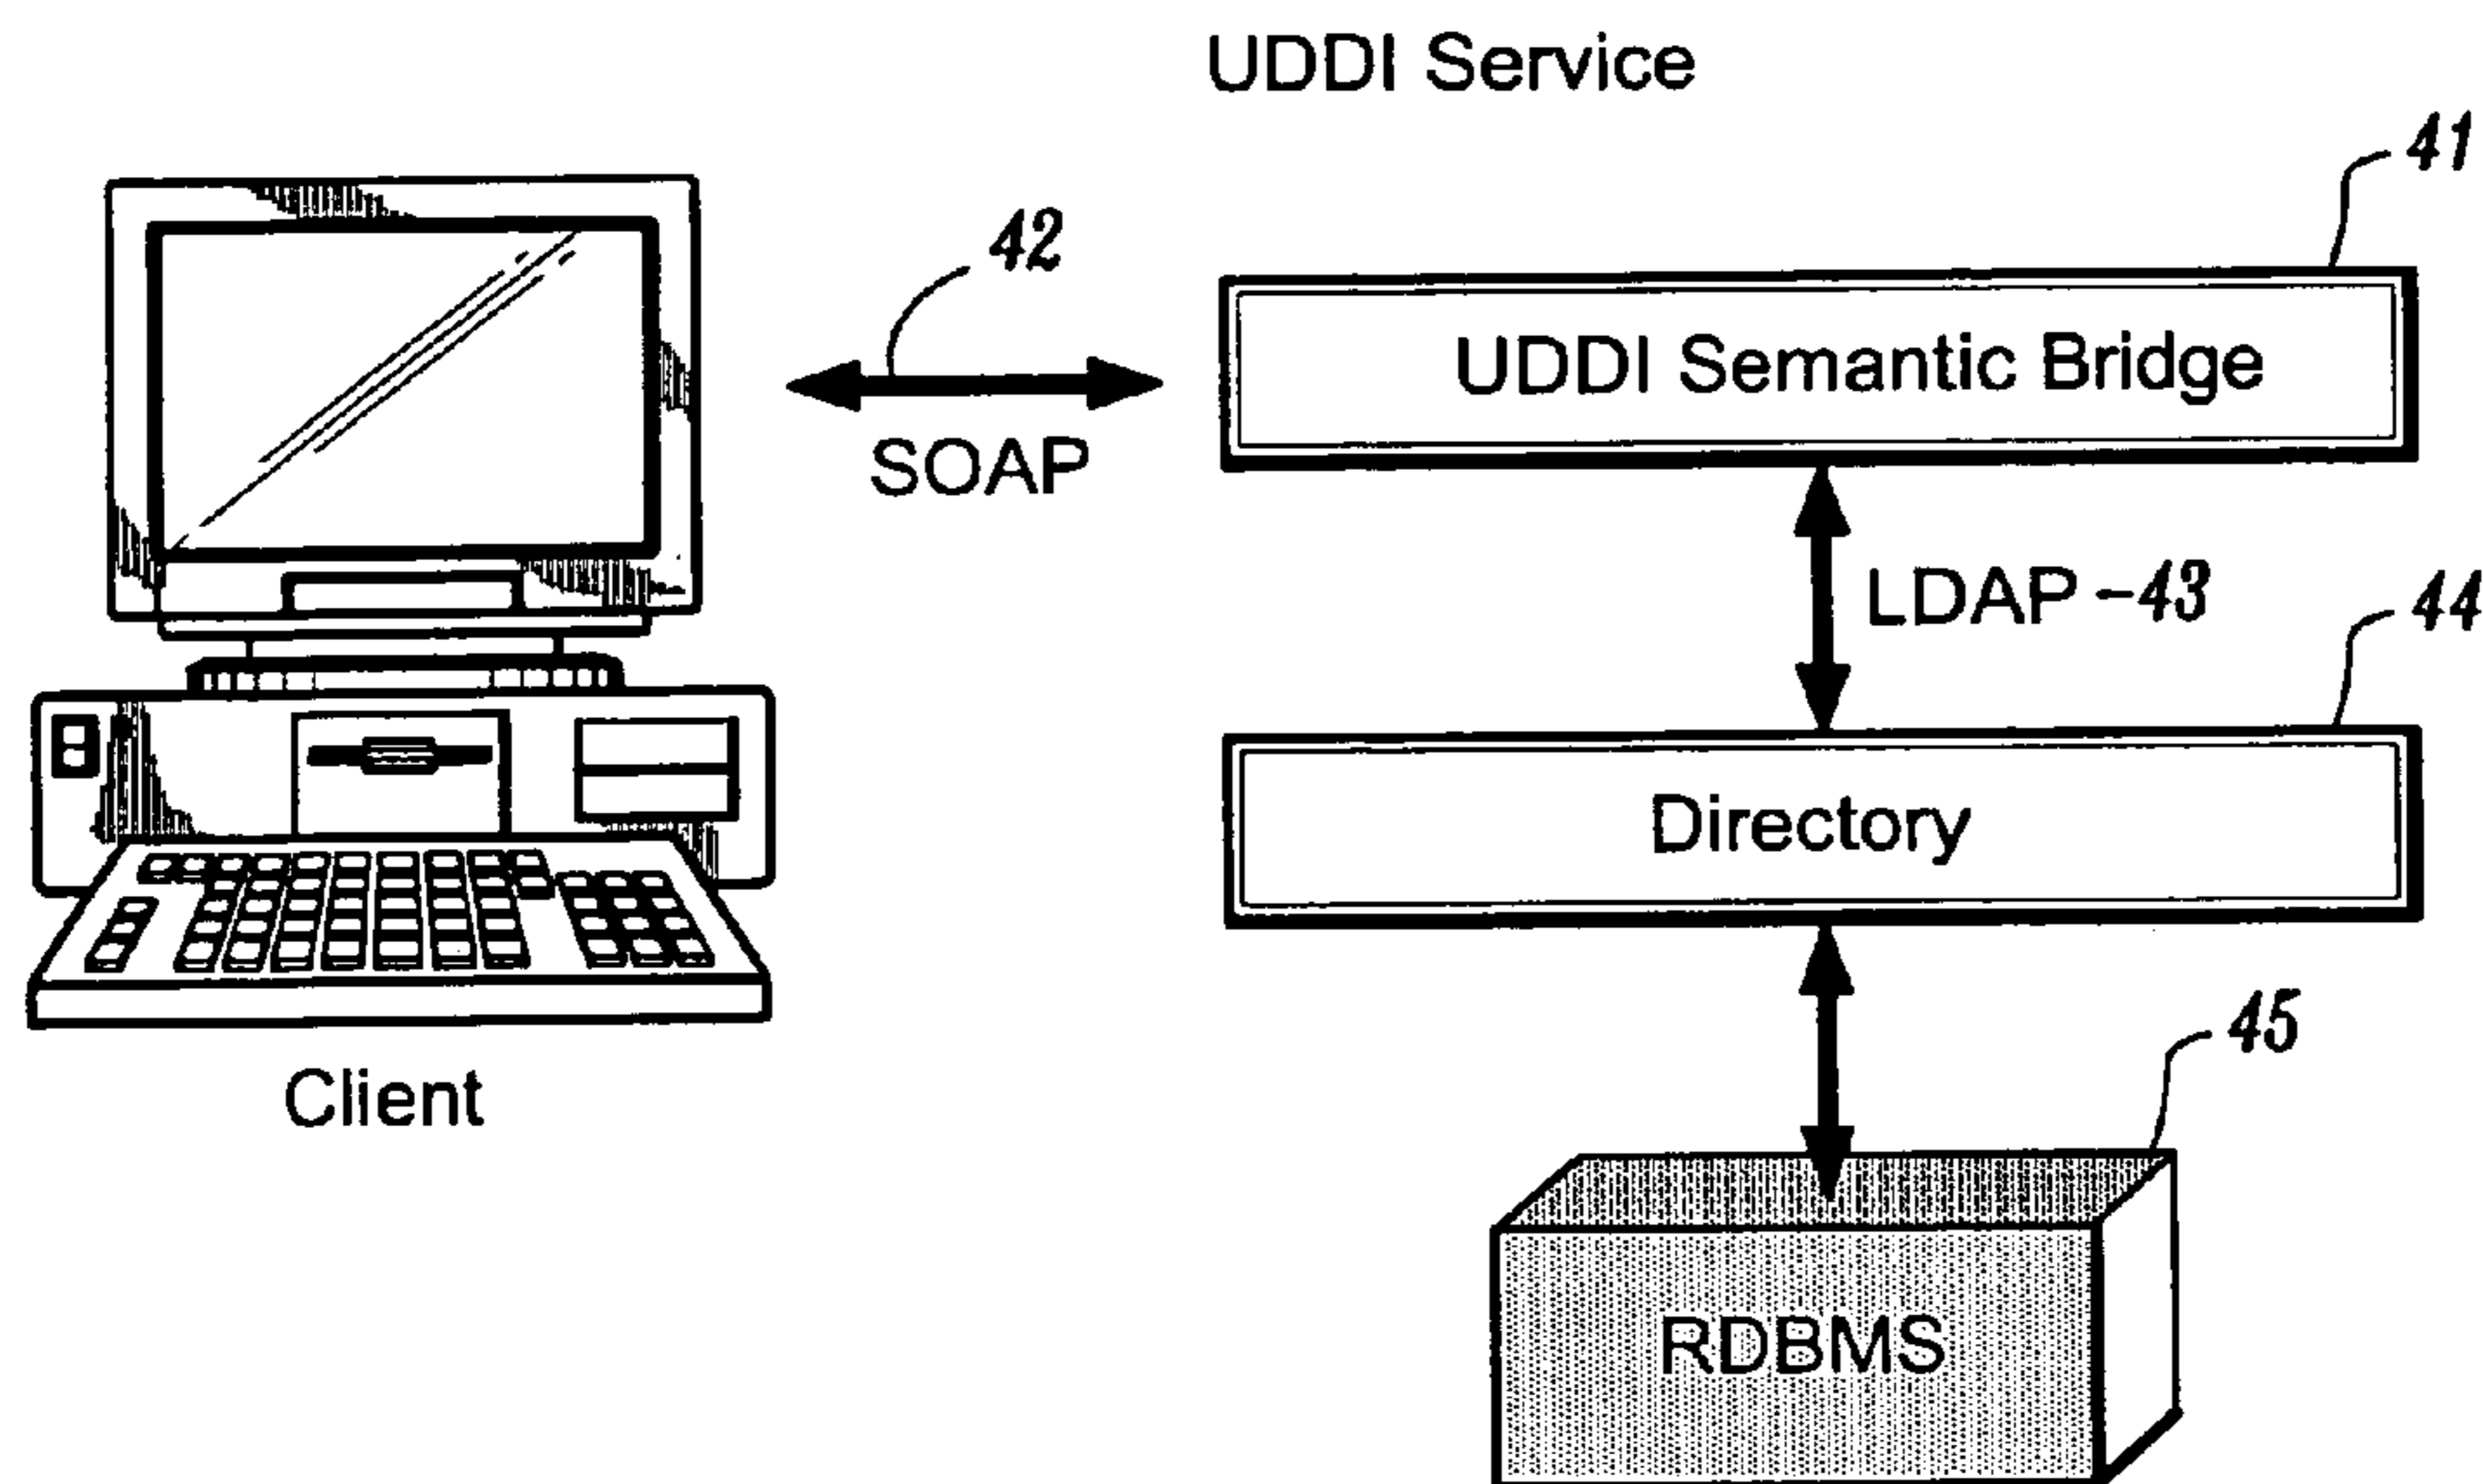 UDDI Service
41
42
UDDI Semantic Bridge
SOAP
LDAP -43
44
Directory
45
Client
RDBMS